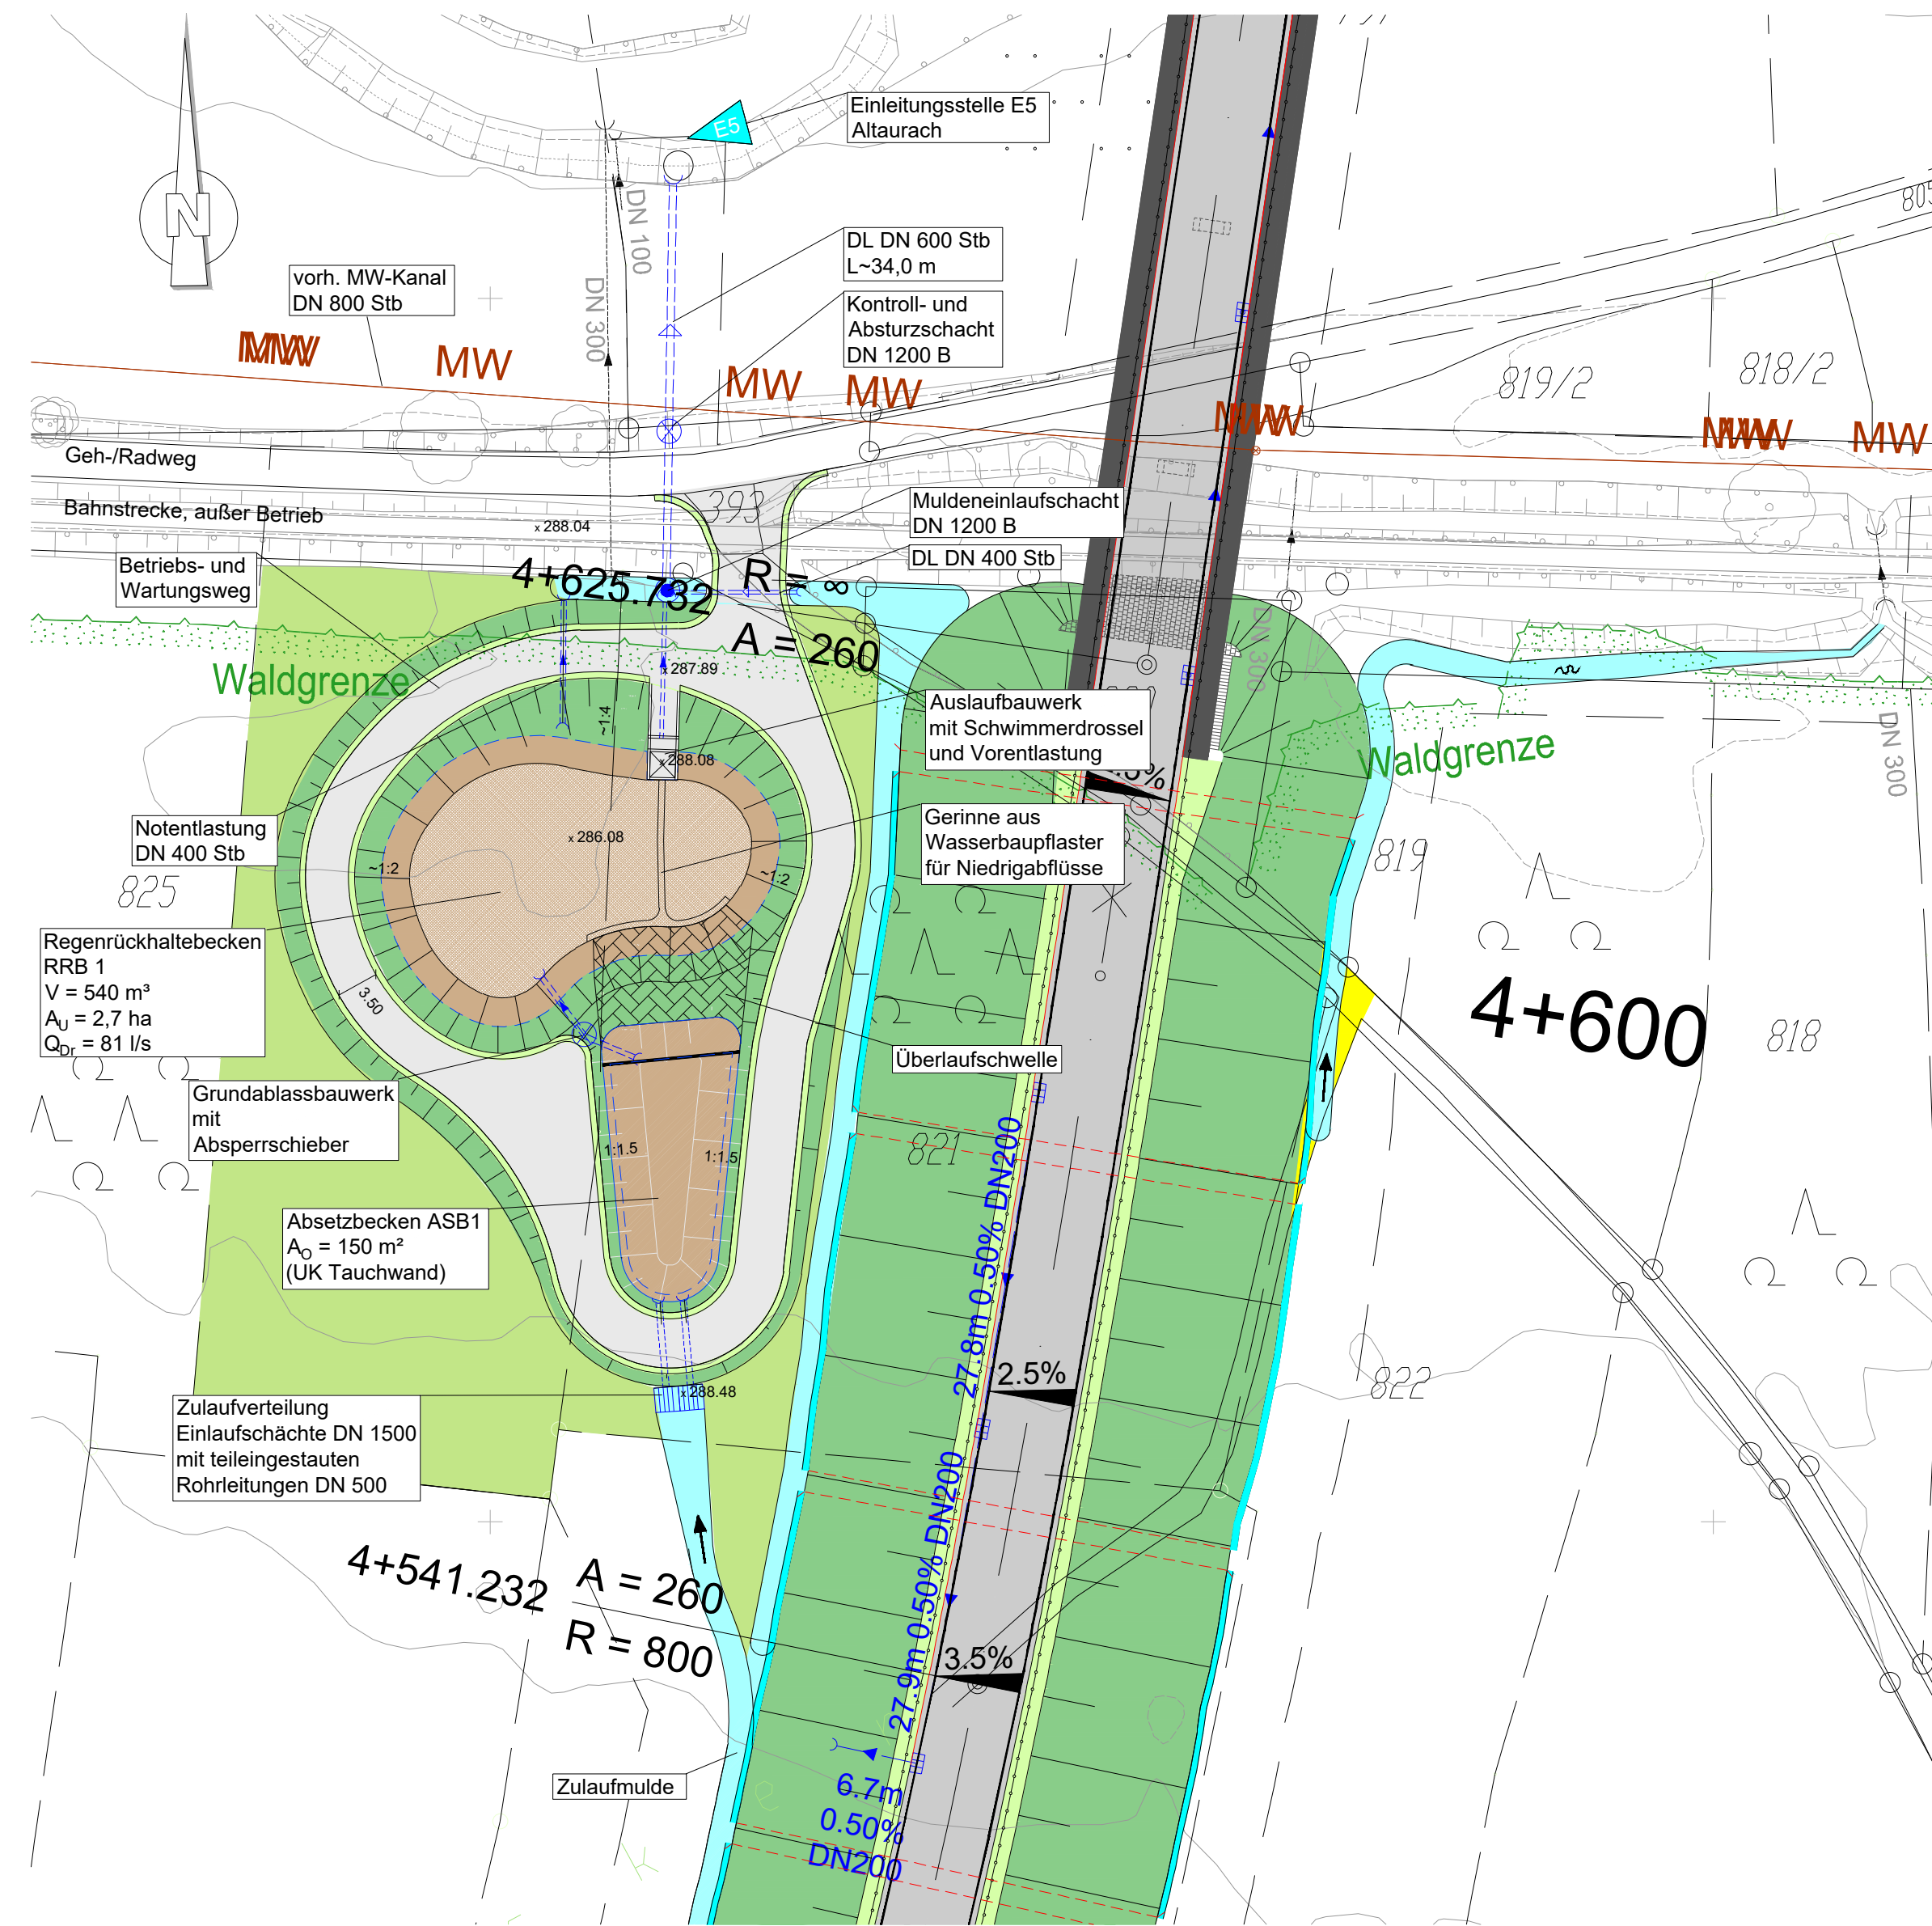 Einleitungsstelle E5
Altaurach
E5
N
DN 100
DN 300
DL DN 600 Stb
L~34,0 m
Kontroll- und
Absturzschacht
DN 1200 B
vorh. MW-Kanal
DN 800 Stb
MW
MW
MW
MW
MW
MW
MW
MW
MW
819/2
818/2
Geh-/Radweg
Bahnstrecke, außer Betrieb
x 288.04
393
Muldeneinlaufschacht
DN 1200 B
DL DN 400 Stb
Betriebs- und
Wartungsweg
4+625.732
R = ∞
A = 260
Waldgrenze
x 287.89
~1:4
x 288.08
DN 300
Auslaufbauwerk
mit Schwimmerdrossel
und Vorentlastung
Waldgrenze
DN 300
Notentlastung
DN 400 Stb
x 286.08
Gerinne aus
Wasserbaupflaster
für Niedrigabflüsse
~1:2
~1:2
825
819
Regenrückhaltebecken
RRB 1
V = 540 m³
A_U = 2,7 ha
Q_Dr = 81 l/s
3.50
4+600
818
Überlaufschwelle
Grundablassbauwerk
mit
Absperrschieber
1:1.5
1:1.5
821
Absetzbecken ASB1
A_O = 150 m²
(UK Tauchwand)
27.8m 0.50% DN200
2.5%
822
x 288.48
Zulaufverteilung
Einlaufschächte DN 1500
mit teileingestauten
Rohrleitungen DN 500
27.9m 0.50% DN200
4+541.232
A = 260
R = 800
3.5%
Zulaufmulde
6.7m
0.50%
DN200